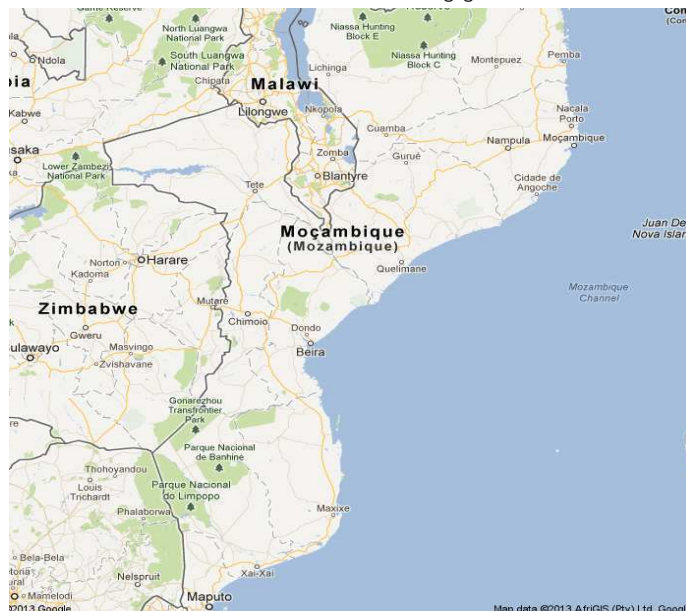 North Luangwa
National Park
Niassa Hunting
Block E
Ndola
South Luangwa
National Park
Lichinga
Niassa Hunting
Block C
Montepuez
Pemba
Chipata
Malawi
Nkopola
Kabwe
Lilongwe
Cuamba
Nacala
Porto
Nampula
Moçambique
Zomba
Gurué
Lower Zambezi
National Park
Tete
Blantyre
Cidade de
Angoche
Moçambique
(Mozambique)
Juan De
Nova Islan
Quelimane
Norton
Harare
Kadoma
Mozambique
Channel
Zimbabwe
Mutare
Chimoio
Dondo
Gweru
Beira
ulawayo
Masvingo
Zvishavane
Gonarezhou
Transfrontier
Park
Parque Nacional
de Banhine
Thohoyandou
Louis
Trichardt
Parque Nacional
do Limpopo
Phalaborwa
Maxixe
Bela-Bela
Nelspruit
Xai-Xai
Mamelodi
Maputo
2013 Google
Map data ©2013 AfriGIS (Pty) Ltd, Googl